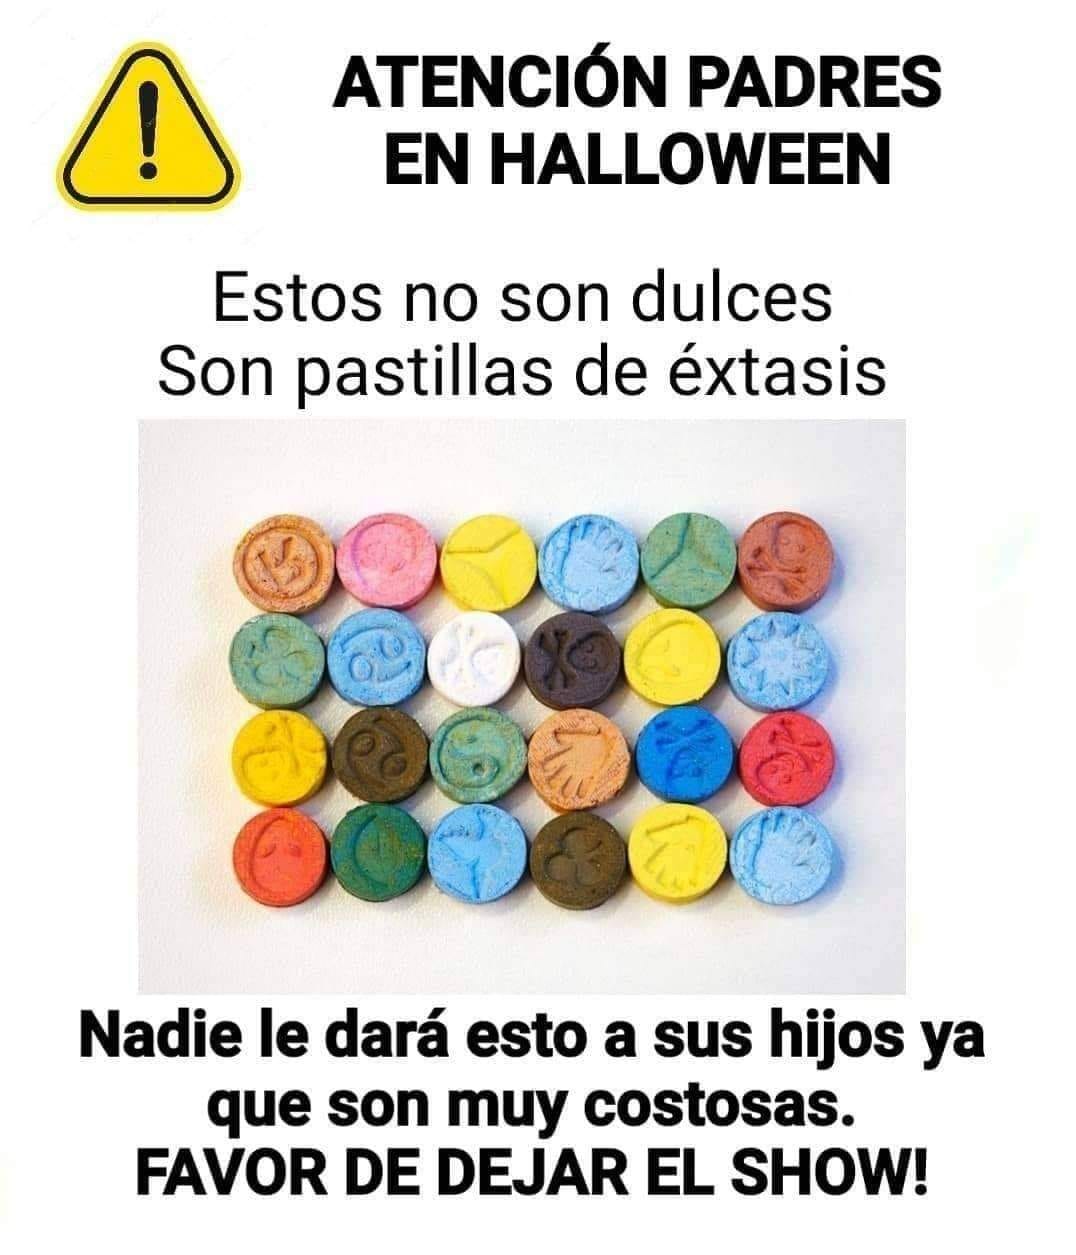 ATENCIÓN PADRES
EN HALLOWEEN
Estos no son dulces
Son pastillas de éxtasis
Nadie le dará esto a sus hijos ya
que son muy costosas.
FAVOR DE DEJAR EL SHOW!